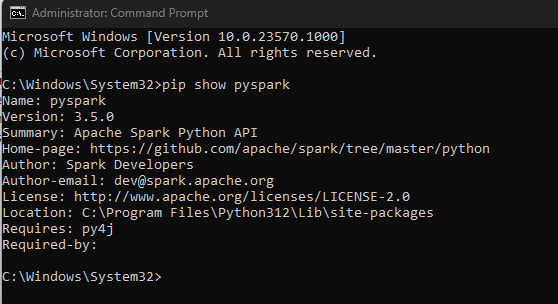 Administrator: Command Prompt
Microsoft Windows [Version 10.0.23570.1000]
(c) Microsoft Corporation. All rights reserved.
C:\Windows\System32>pip show pyspark
Name: pyspark
Version: 3.5.0
Summary: Apache Spark Python API
Home-page: https://github.com/apache/spark/tree/master/python
Author: Spark Developers
Author-email: dev@spark.apache.org
License: http://www.apache.org/licenses/LICENSE-2.0
Location: C:\Program Files\Python312\Lib\site-packages
Requires: py4j
Required-by:
C:\Windows\System32>